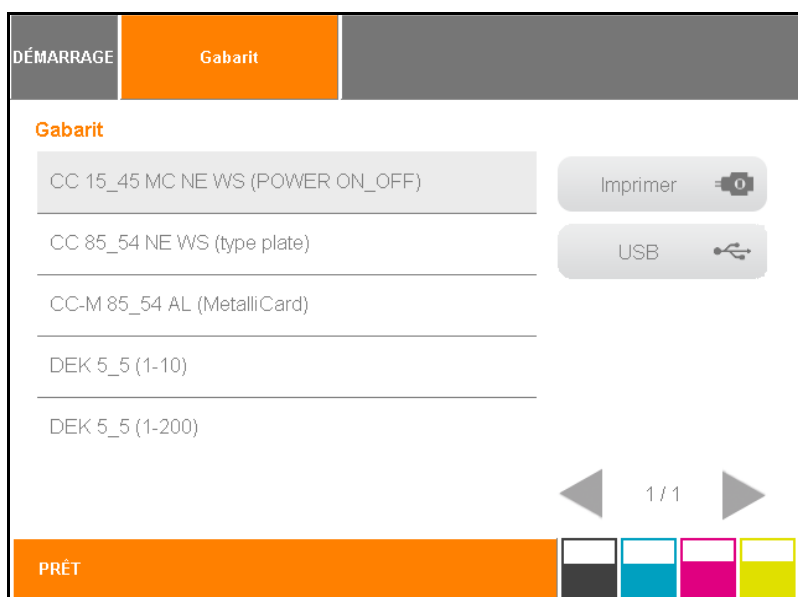 DÉMARRAGE
Gabarit
Gabarit
CC 15_45 MC NE WS (POWER ON_OFF)
Imprimer
CC 85_54 NE WS (type plate)
USB
CC-M 85_54 AL (MetalliCard)
DEK 5_5 (1-10)
DEK 5_5 (1-200)
1 / 1
PRÊT